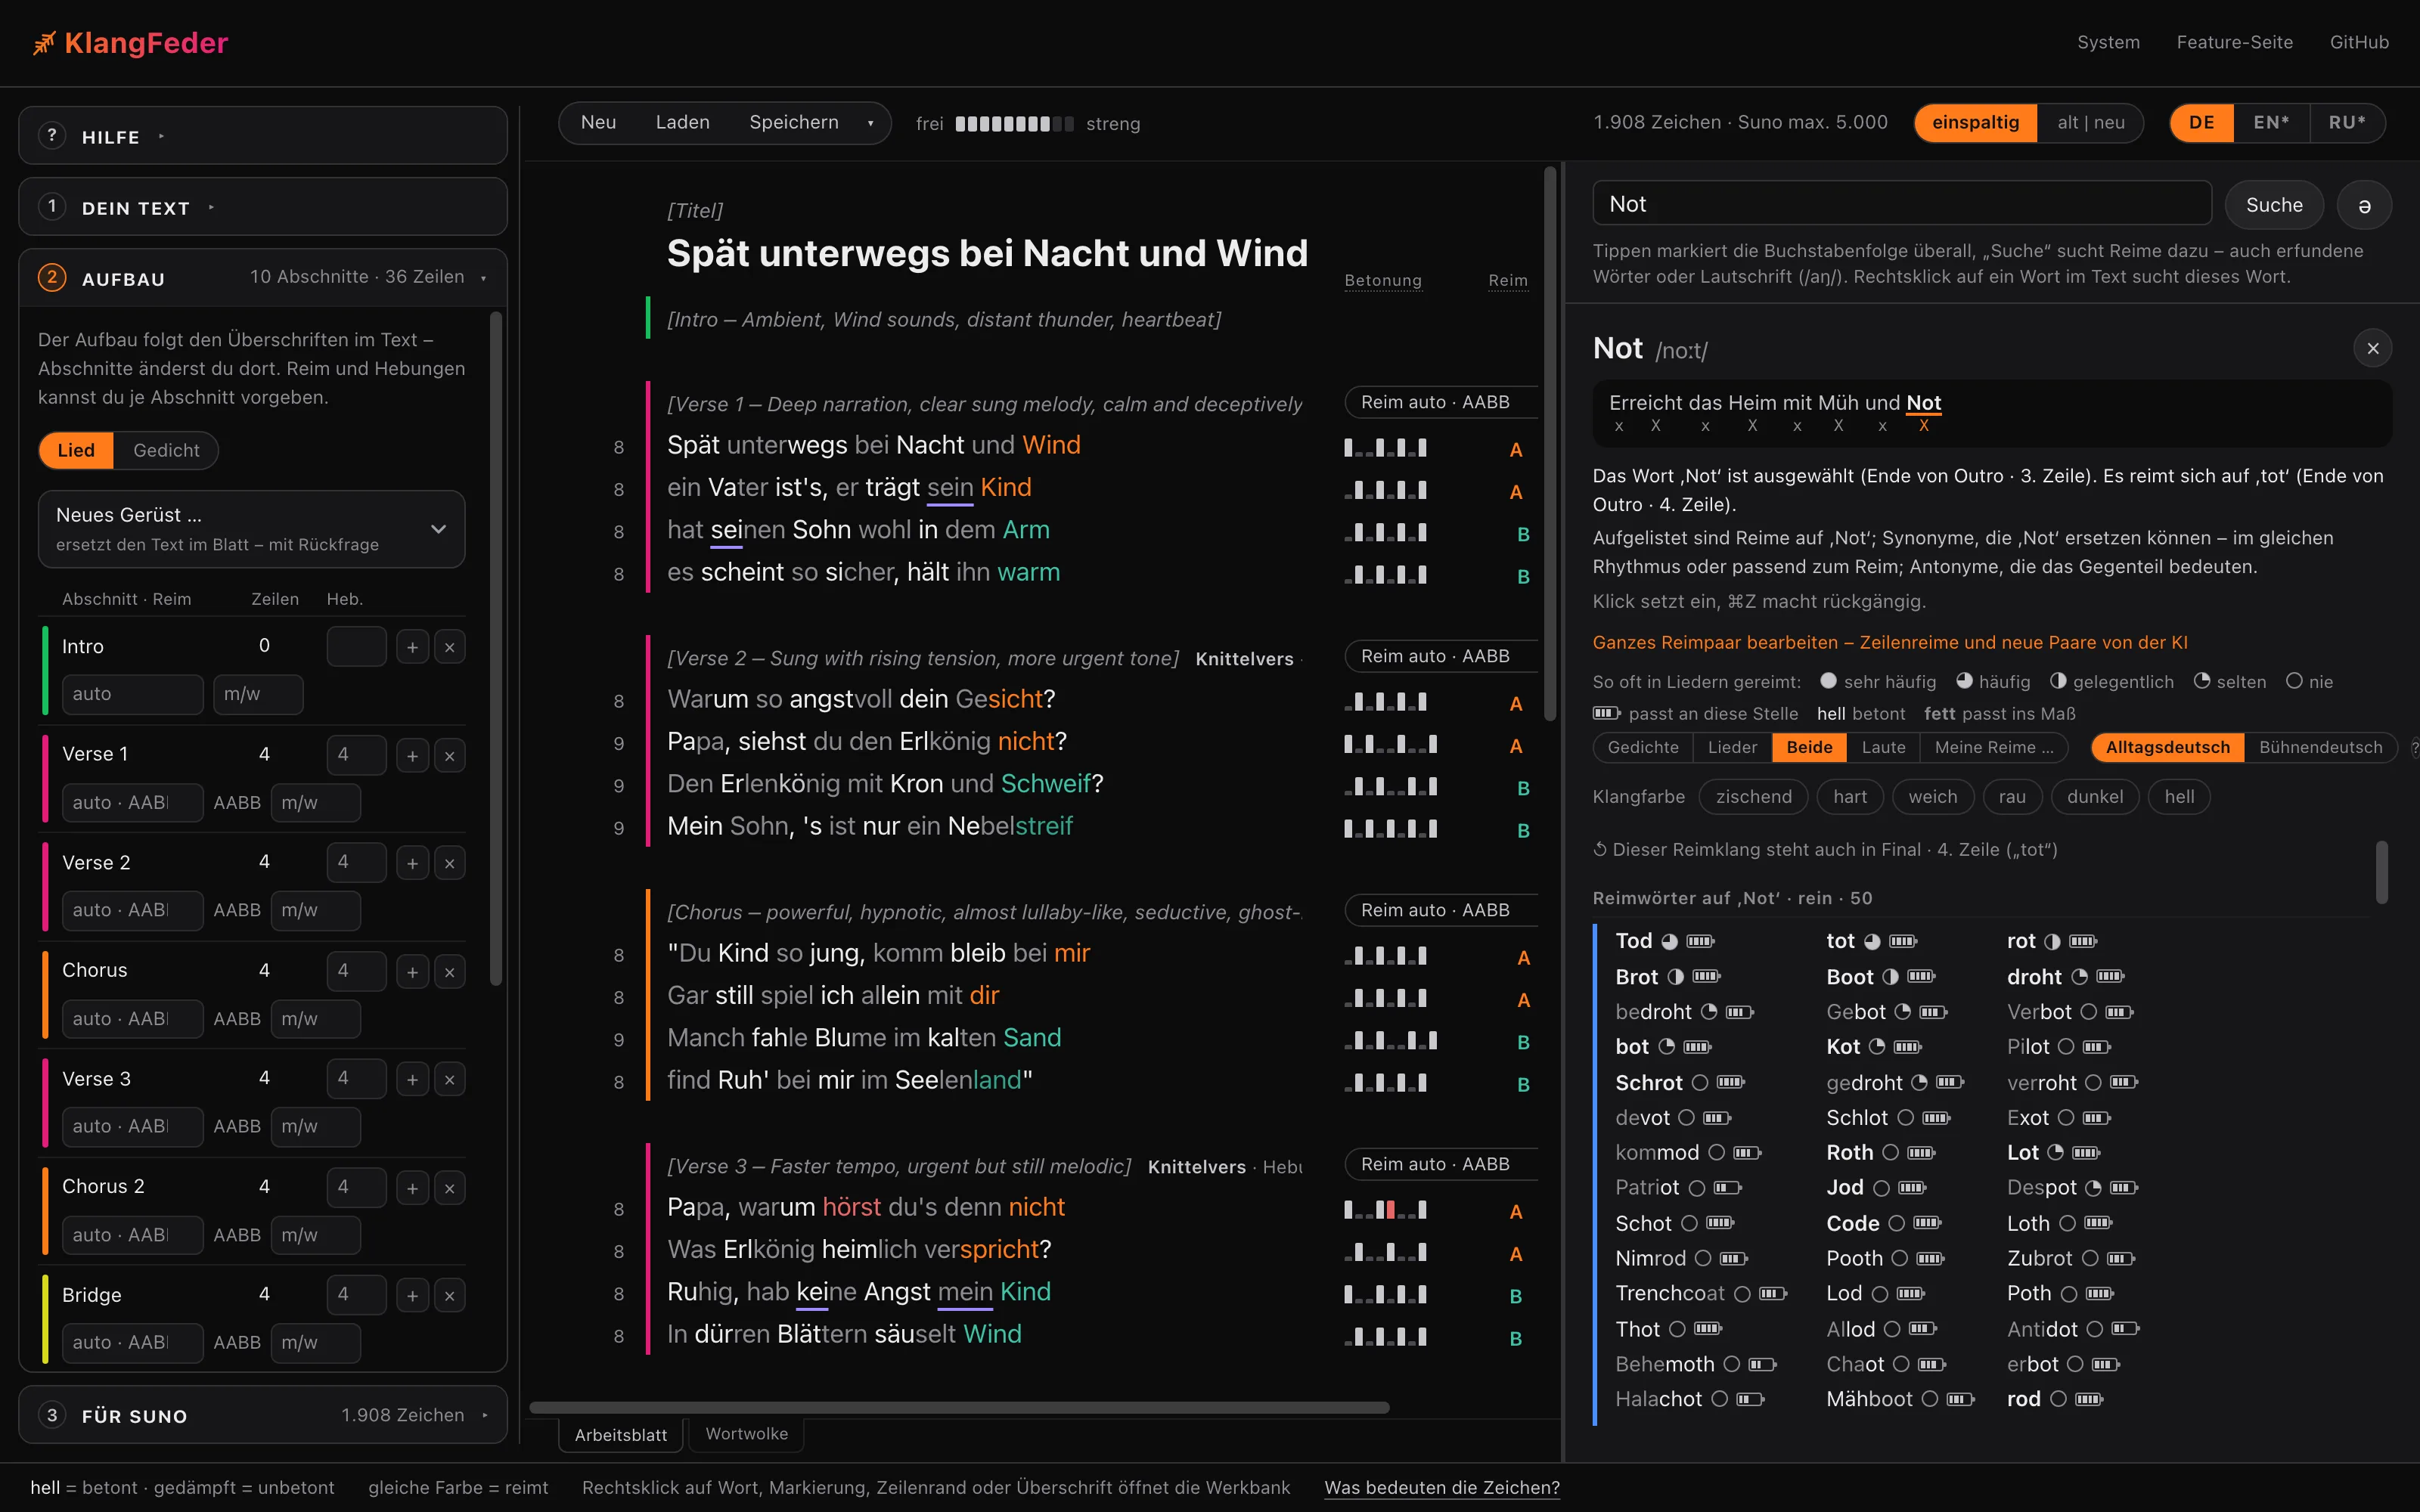 KlangFeder
System
Feature-Seite
GitHub
? HILFE
1 DEIN TEXT
2 AUFBAU
10 Abschnitte · 36 Zeilen
Der Aufbau folgt den Überschriften im Text –
Abschnitte änderst du dort. Reim und Hebungen
kannst du je Abschnitt vorgeben.
Lied
Gedicht
Neues Gerüst ...
ersetzt den Text im Blatt – mit Rückfrage
Abschnitt · Reim Zeilen Heb.
Intro 0 + ×
auto m/w
Verse 1 4 4 + ×
auto · AABB AABB m/w
Verse 2 4 4 + ×
auto · AABB AABB m/w
Chorus 4 4 + ×
auto · AABB AABB m/w
Verse 3 4 4 + ×
auto · AABB AABB m/w
Chorus 2 4 4 + ×
auto · AABB AABB m/w
Bridge 4 4 + ×
auto · AABB AABB m/w
3 FÜR SUNO
1.908 Zeichen
Neu Laden Speichern
frei streng
1.908 Zeichen · Suno max. 5.000
einspaltig alt | neu
DE EN* RU*
[Titel]
Spät unterwegs bei Nacht und Wind
Betonung Reim
[Intro – Ambient, Wind sounds, distant thunder, heartbeat]
[Verse 1 – Deep narration, clear sung melody, calm and deceptively
Reim auto · AABB
8 Spät unterwegs bei Nacht und Wind A
8 ein Vater ist's, er trägt sein Kind A
8 hat seinen Sohn wohl in dem Arm B
8 es scheint so sicher, hält ihn warm B
[Verse 2 – Sung with rising tension, more urgent tone] Knittelvers ·
Reim auto · AABB
8 Warum so angstvoll dein Gesicht? A
9 Papa, siehst du den Erlkönig nicht? A
9 Den Erlenkönig mit Kron und Schweif? B
9 Mein Sohn, 's ist nur ein Nebelstreif B
[Chorus – powerful, hypnotic, almost lullaby-like, seductive, ghost-
Reim auto · AABB
8 "Du Kind so jung, komm bleib bei mir A
8 Gar still spiel ich allein mit dir A
9 Manch fahle Blume im kalten Sand B
8 find Ruh' bei mir im Seelenland" B
[Verse 3 – Faster tempo, urgent but still melodic] Knittelvers · Hebu
Reim auto · AABB
8 Papa, warum hörst du's denn nicht A
8 Was Erlkönig heimlich verspricht? A
8 Ruhig, hab keine Angst mein Kind B
8 In dürren Blättern säuselt Wind B
Arbeitsblatt
Wortwolke
Not
Suche
ə
Tippen markiert die Buchstabenfolge überall, „Suche“ sucht Reime dazu – auch erfundene
Wörter oder Lautschrift (/aŋ/). Rechtsklick auf ein Wort im Text sucht dieses Wort.
Not /noːt/
×
Erreicht das Heim mit Müh und Not
x X x X x X x X
Das Wort ‚Not‘ ist ausgewählt (Ende von Outro · 3. Zeile). Es reimt sich auf ‚tot‘ (Ende von
Outro · 4. Zeile).
Aufgelistet sind Reime auf ‚Not‘; Synonyme, die ‚Not‘ ersetzen können – im gleichen
Rhythmus oder passend zum Reim; Antonyme, die das Gegenteil bedeuten.
Klick setzt ein, ⌘Z macht rückgängig.
Ganzes Reimpaar bearbeiten – Zeilenreime und neue Paare von der KI
So oft in Liedern gereimt: sehr häufig häufig gelegentlich selten nie
passt an diese Stelle hell betont fett passt ins Maß
Gedichte Lieder Beide Laute Meine Reime ...
Alltagsdeutsch Bühnendeutsch ?
Klangfarbe zischend hart weich rau dunkel hell
Dieser Reimklang steht auch in Final · 4. Zeile („tot“)
Reimwörter auf ‚Not‘ · rein · 50
Tod tot rot
Brot Boot droht
bedroht Gebot Verbot
bot Kot Pilot
Schrot gedroht verroht
devot Schlot Exot
kommod Roth Lot
Patriot Jod Despot
Schot Code Loth
Nimrod Pooth Zubrot
Trenchcoat Lod Poth
Thot Allod Antidot
Behemoth Chaot erbot
Halachot Mähboot rod
hell = betont · gedämpft = unbetont
gleiche Farbe = reimt
Rechtsklick auf Wort, Markierung, Zeilenrand oder Überschrift öffnet die Werkbank
Was bedeuten die Zeichen?